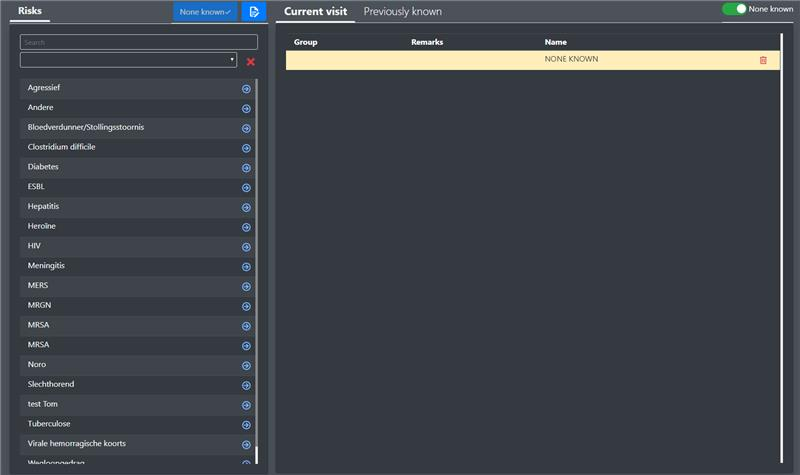 Risks
None known✓
Search
Agressief
Andere
Bloedverdunner/Stollingsstoornis
Clostridium difficile
Diabetes
ESBL
Hepatitis
Heroïne
HIV
Meningitis
MERS
MRGN
MRSA
MRSA
Noro
Slechthorend
test Tom
Tuberculose
Virale hemorragische koorts
Wegloopgedrag
Current visit Previously known
None known
Group Remarks Name
NONE KNOWN